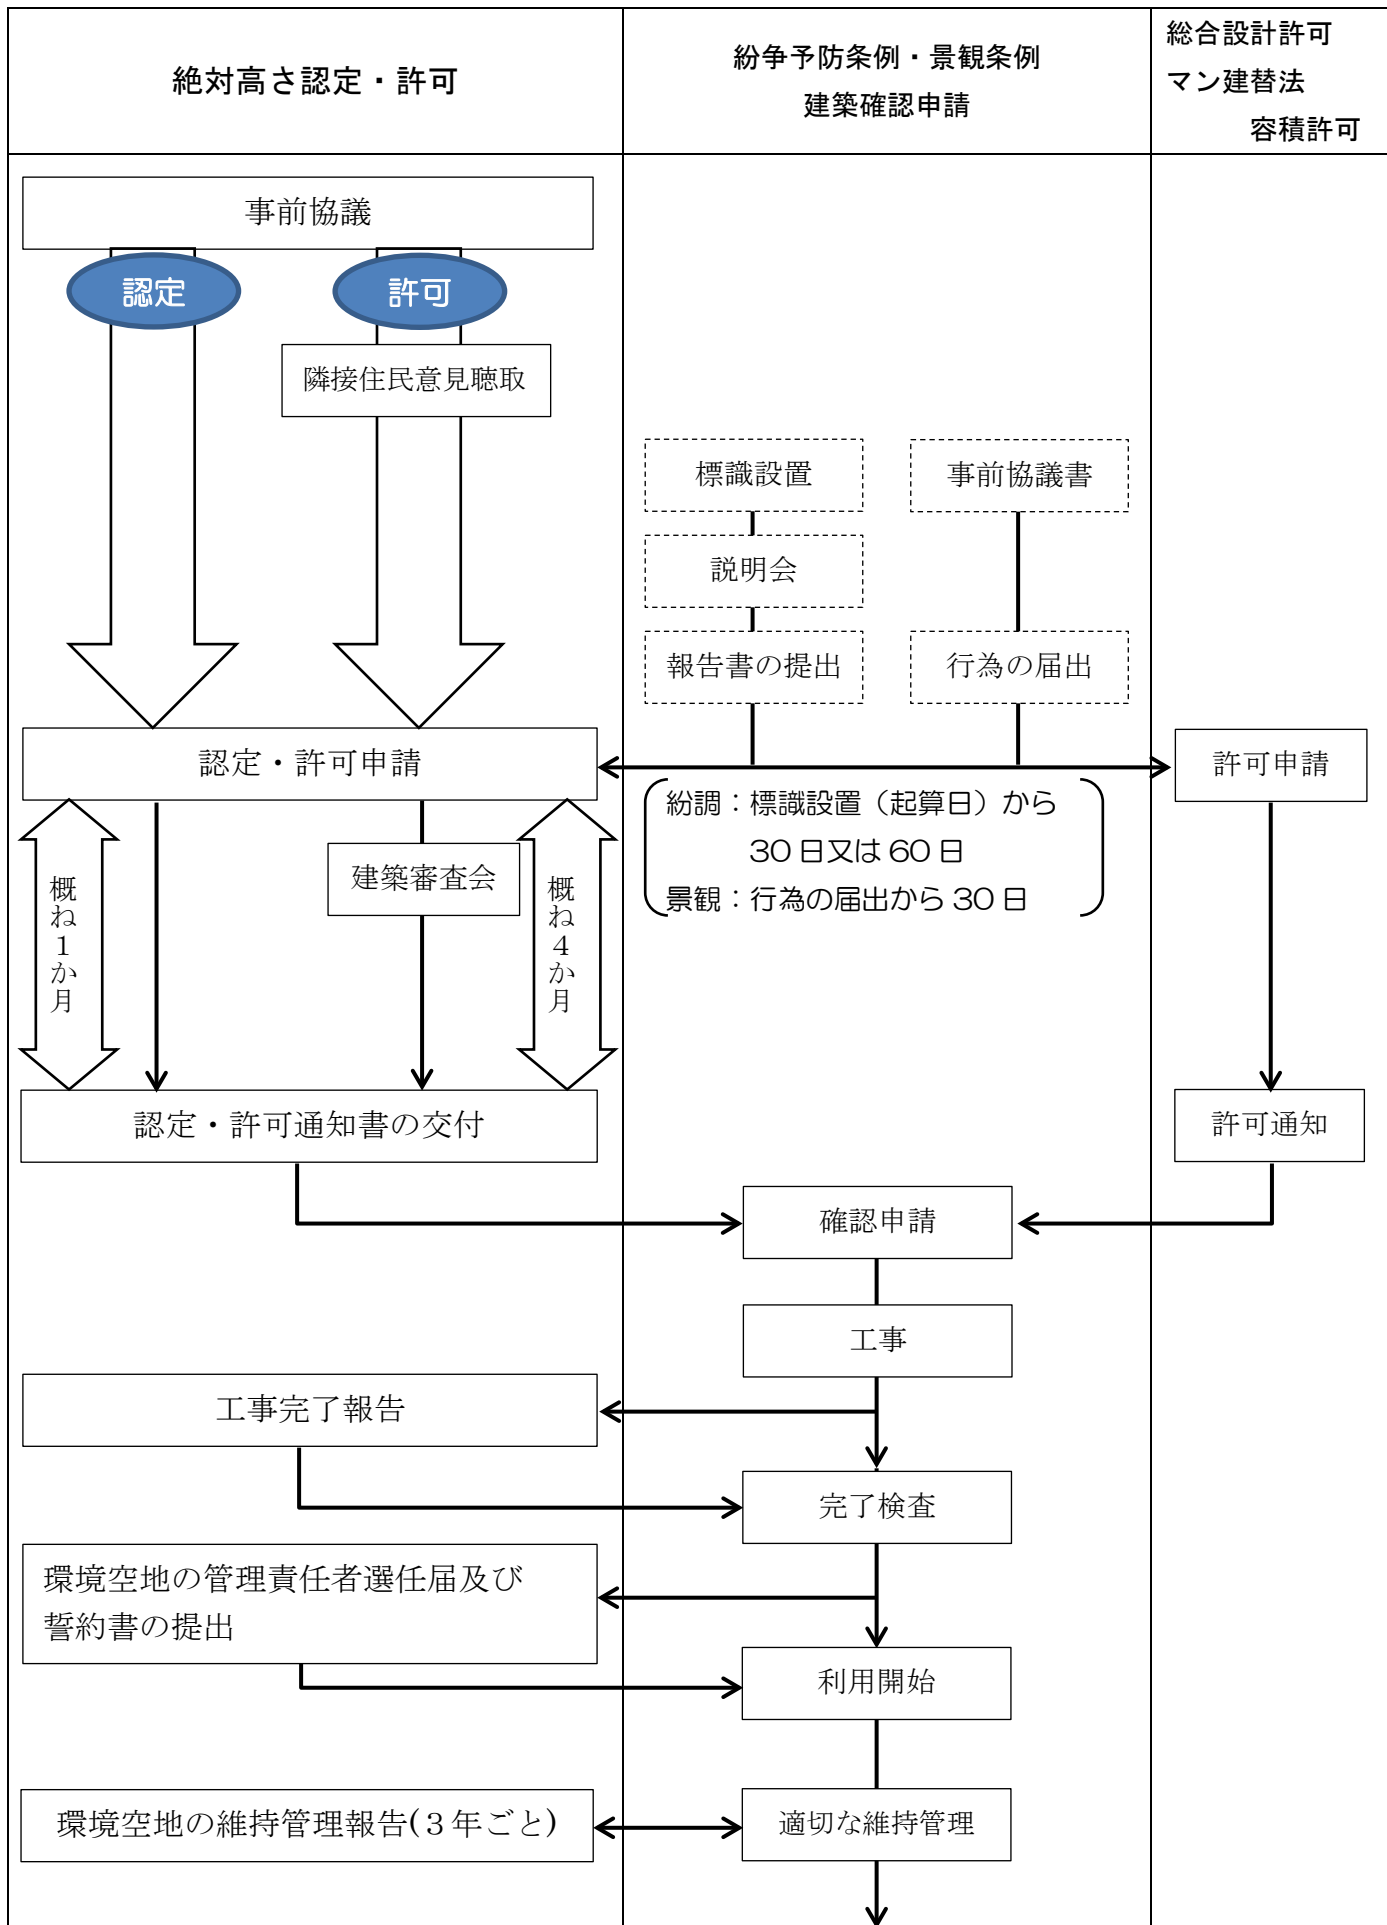 絶対高さ認定・許可
紛争予防条例・景観条例
建築確認申請
総合設計許可
マン建替法
容積許可
事前協議
認定
許可
隣接住民意見聴取
標識設置
事前協議書
説明会
報告書の提出
行為の届出
認定・許可申請
許可申請
紛調：標識設置（起算日）から
30日又は60日
景観：行為の届出から30日
建築審査会
概ね１か月
概ね４か月
認定・許可通知書の交付
許可通知
確認申請
工事
工事完了報告
完了検査
環境空地の管理責任者選任届及び
誓約書の提出
利用開始
環境空地の維持管理報告(３年ごと)
適切な維持管理